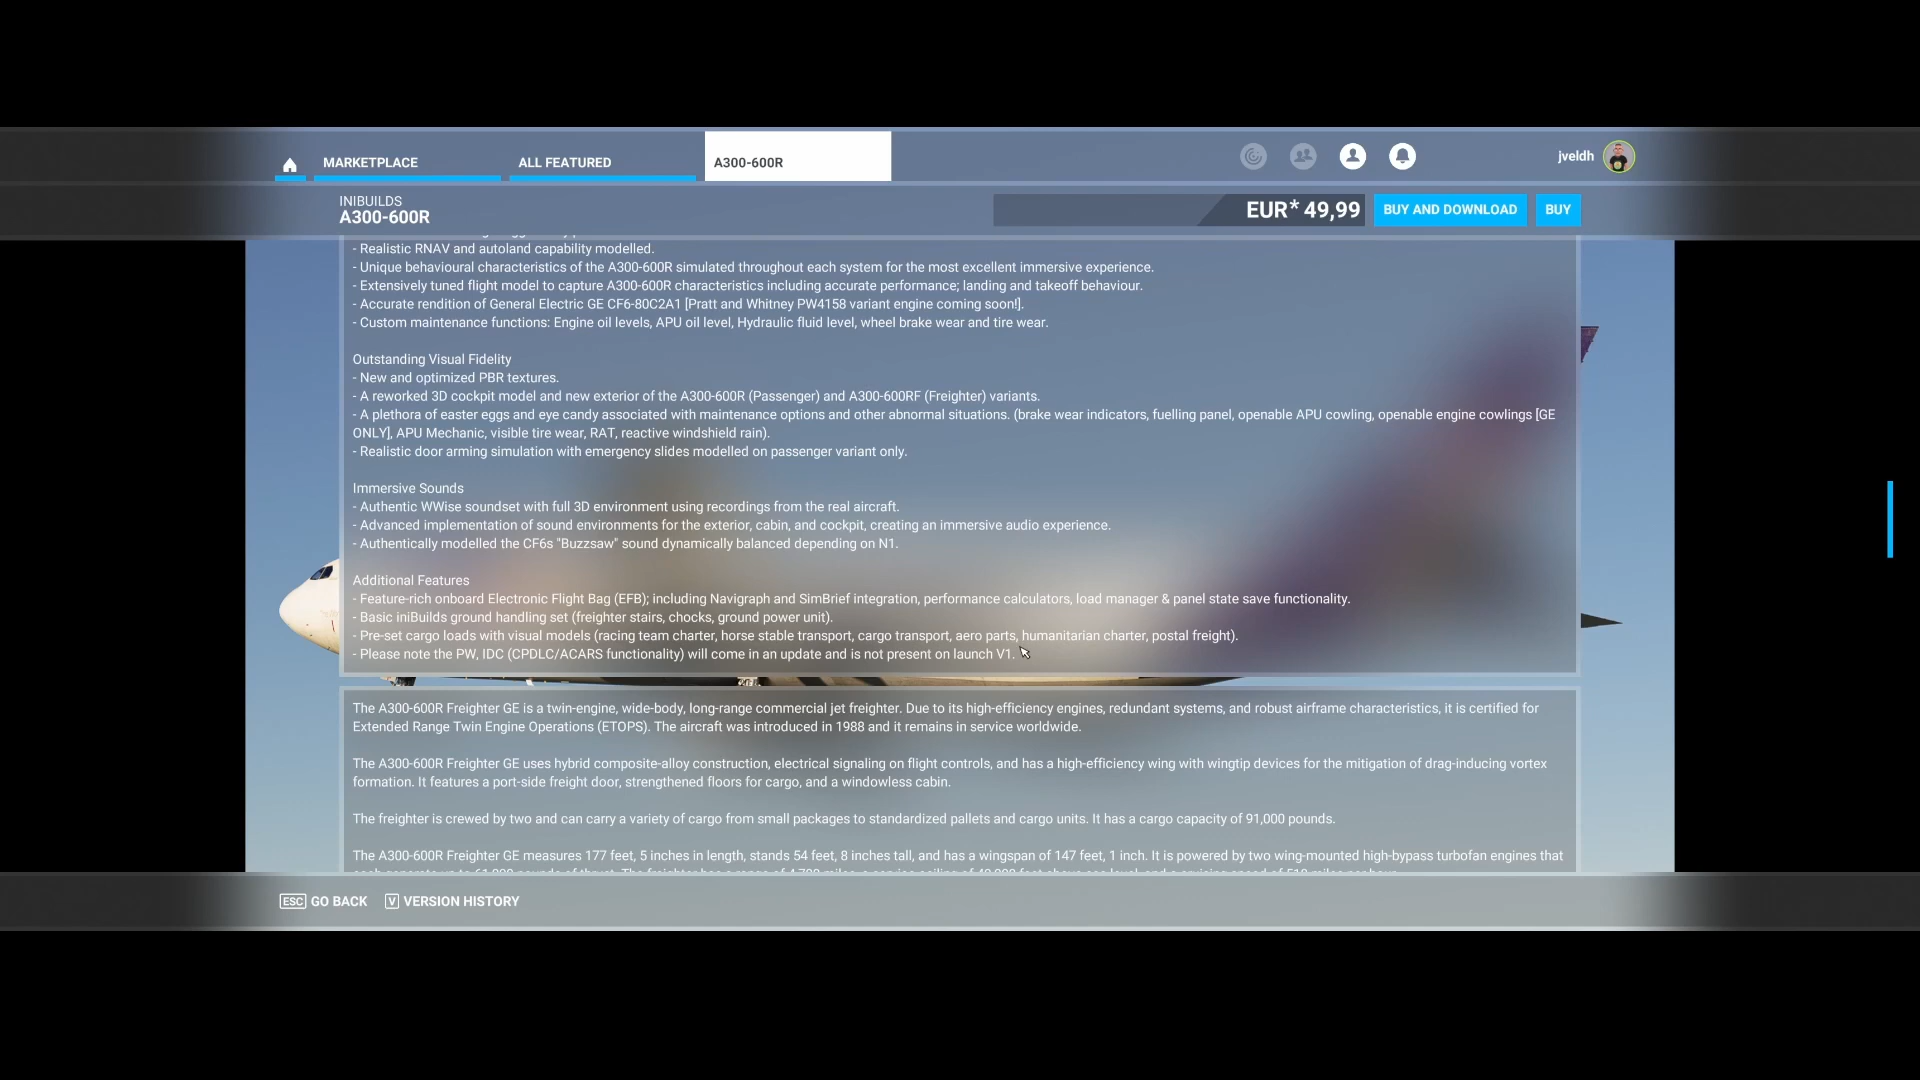 MARKETPLACE
ALL FEATURED
A300-600R
jveldh
INIBUILDS
A300-600R
EUR* 49,99
BUY AND DOWNLOAD
BUY
- Realistic RNAV and autoland capability modelled.
- Unique behavioural characteristics of the A300-600R simulated throughout each system for the most excellent immersive experience.
- Extensively tuned flight model to capture A300-600R characteristics including accurate performance; landing and takeoff behaviour.
- Accurate rendition of General Electric GE CF6-80C2A1 [Pratt and Whitney PW4158 variant engine coming soon!].
- Custom maintenance functions: Engine oil levels, APU oil level, Hydraulic fluid level, wheel brake wear and tire wear.
Outstanding Visual Fidelity
- New and optimized PBR textures.
- A reworked 3D cockpit model and new exterior of the A300-600R (Passenger) and A300-600RF (Freighter) variants.
- A plethora of easter eggs and eye candy associated with maintenance options and other abnormal situations. (brake wear indicators, fuelling panel, openable APU cowling, openable engine cowlings [GE
ONLY], APU Mechanic, visible tire wear, RAT, reactive windshield rain).
- Realistic door arming simulation with emergency slides modelled on passenger variant only.
Immersive Sounds
- Authentic WWise soundset with full 3D environment using recordings from the real aircraft.
- Advanced implementation of sound environments for the exterior, cabin, and cockpit, creating an immersive audio experience.
- Authentically modelled the CF6s "Buzzsaw" sound dynamically balanced depending on N1.
Additional Features
- Feature-rich onboard Electronic Flight Bag (EFB); including Navigraph and SimBrief integration, performance calculators, load manager & panel state save functionality.
- Basic iniBuilds ground handling set (freighter stairs, chocks, ground power unit).
- Pre-set cargo loads with visual models (racing team charter, horse stable transport, cargo transport, aero parts, humanitarian charter, postal freight).
- Please note the PW, IDC (CPDLC/ACARS functionality) will come in an update and is not present on launch V1.
The A300-600R Freighter GE is a twin-engine, wide-body, long-range commercial jet freighter. Due to its high-efficiency engines, redundant systems, and robust airframe characteristics, it is certified for
Extended Range Twin Engine Operations (ETOPS). The aircraft was introduced in 1988 and it remains in service worldwide.
The A300-600R Freighter GE uses hybrid composite-alloy construction, electrical signaling on flight controls, and has a high-efficiency wing with wingtip devices for the mitigation of drag-inducing vortex
formation. It features a port-side freight door, strengthened floors for cargo, and a windowless cabin.
The freighter is crewed by two and can carry a variety of cargo from small packages to standardized pallets and cargo units. It has a cargo capacity of 91,000 pounds.
The A300-600R Freighter GE measures 177 feet, 5 inches in length, stands 54 feet, 8 inches tall, and has a wingspan of 147 feet, 1 inch. It is powered by two wing-mounted high-bypass turbofan engines that
ESC GO BACK
V VERSION HISTORY